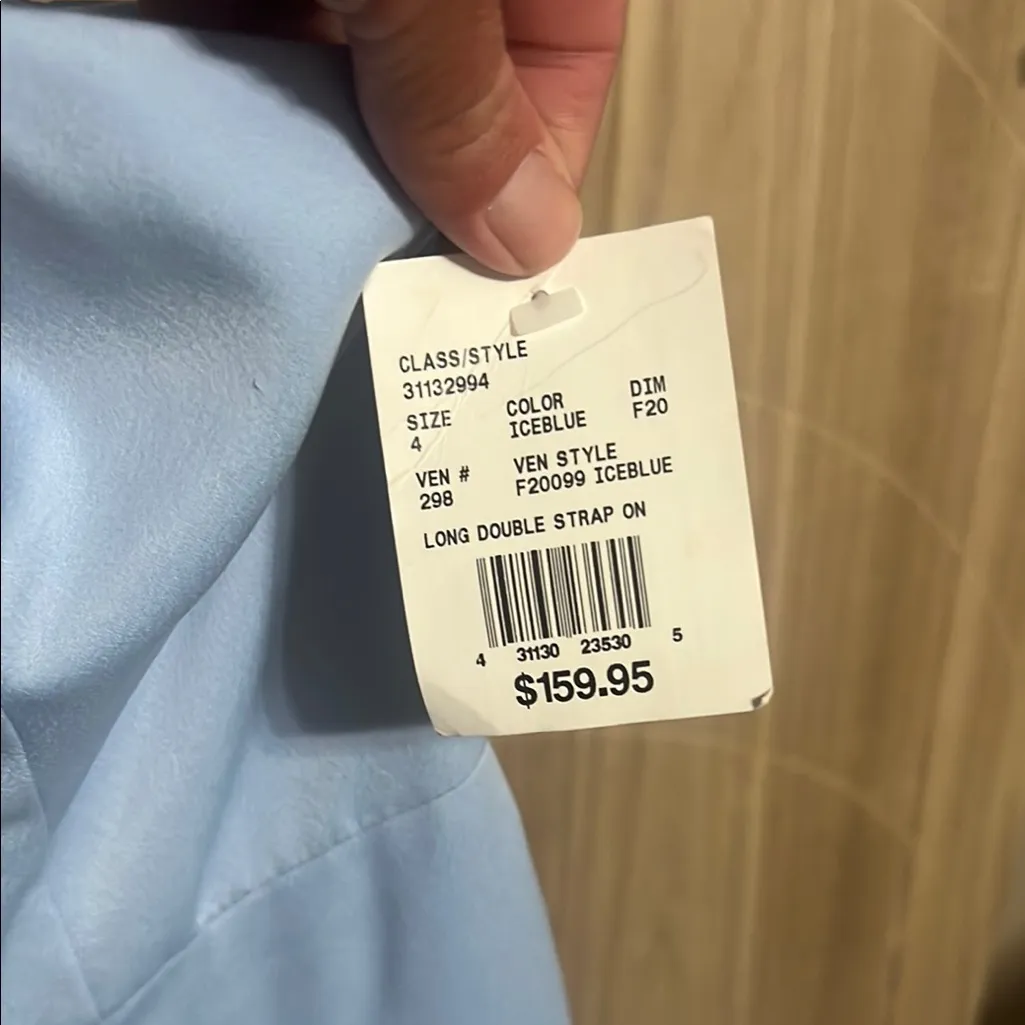 CLASS/STYLE
31132994
SIZE COLOR DIM
4 ICEBLUE F20
VEN # VEN STYLE
298 F20099 ICEBLUE
LONG DOUBLE STRAP ON
4 31130 23530 5
$159.95